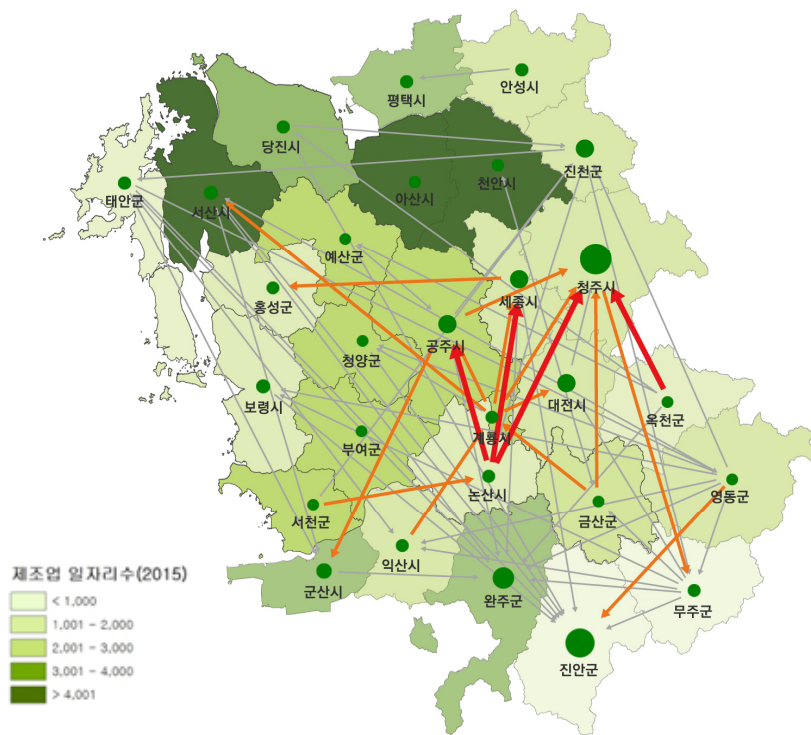 평택시
안성시
당진시
진천군
천안시
아산시
태안군
서산시
예산군
세종시
청주시
홍성군
공주시
청양군
보령시
대전시
옥천군
계룡시
부여군
논산시
영동군
서천군
금산군
익산시
군산시
완주군
무주군
진안군
제조업 일자리수(2015)
< 1,000
1,001 - 2,000
2,001 - 3,000
3,001 - 4,000
> 4,001